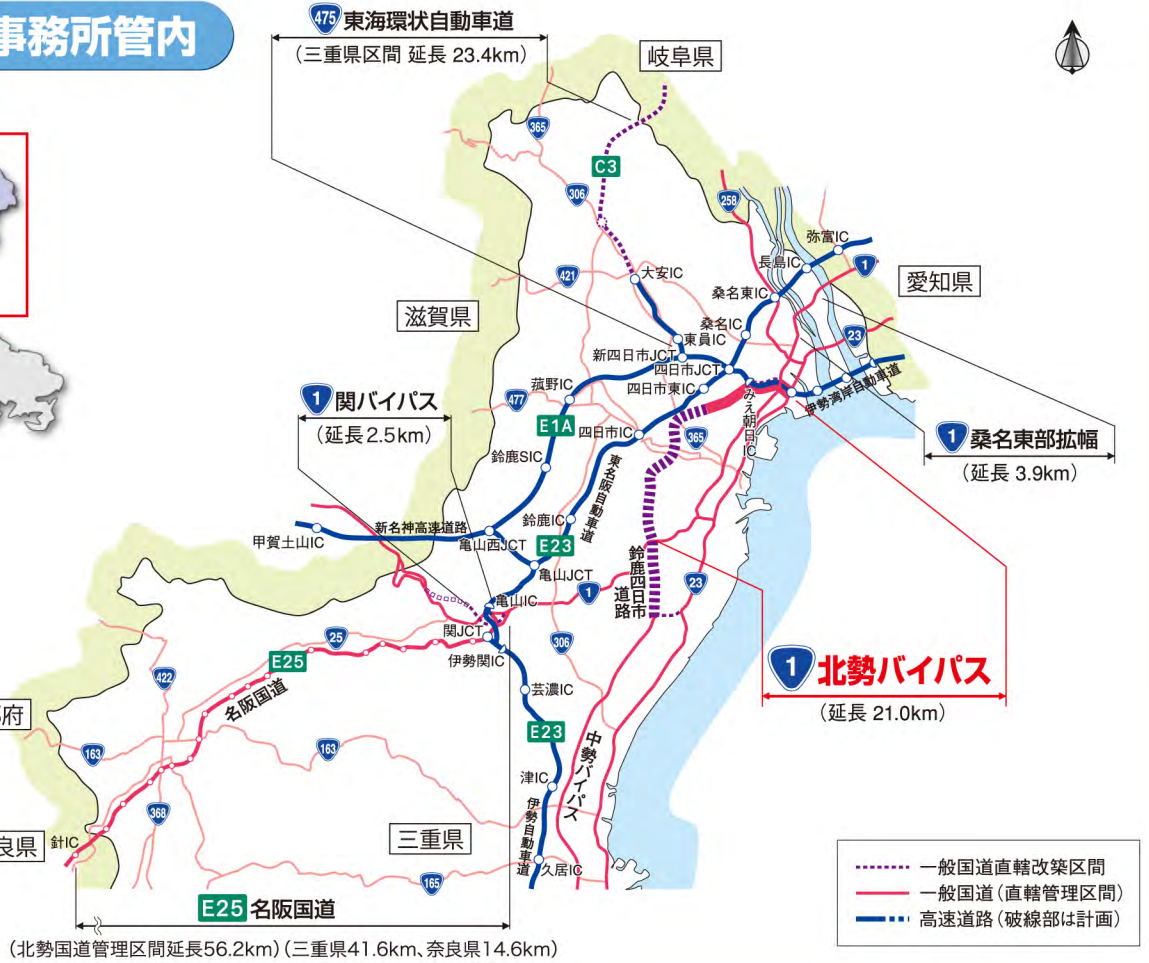 事務所管内
475 東海環状自動車道
(三重県区間 延長 23.4km)
岐阜県
365
C3
306
258
弥富IC
長島IC
1
421
大安IC
愛知県
桑名東IC
滋賀県
桑名IC
23
東員IC
新四日市JCT
四日市JCT
菰野IC
四日市東IC
伊勢湾岸自動車道
みえ朝日IC
1 関バイパス
(延長2.5km)
477
E1A
四日市IC
365
1 桑名東部拡幅
(延長 3.9km)
鈴鹿SIC
東名阪自動車道
鈴鹿IC
新名神高速道路
甲賀土山IC
亀山西JCT
E23
亀山JCT
鈴鹿四日市道路
23
亀山IC
1
関JCT
25
306
伊勢関IC
E25
422
1 北勢バイパス
(延長 21.0km)
名阪国道
芸濃IC
府
E23
163
163
中勢バイパス
津IC
368
伊勢自動車道
三重県
良県
針IC
久居IC
165
一般国道直轄改築区間
一般国道(直轄管理区間)
高速道路(破線部は計画)
E25 名阪国道
(北勢国道管理区間延長56.2km)(三重県41.6km、奈良県14.6km)